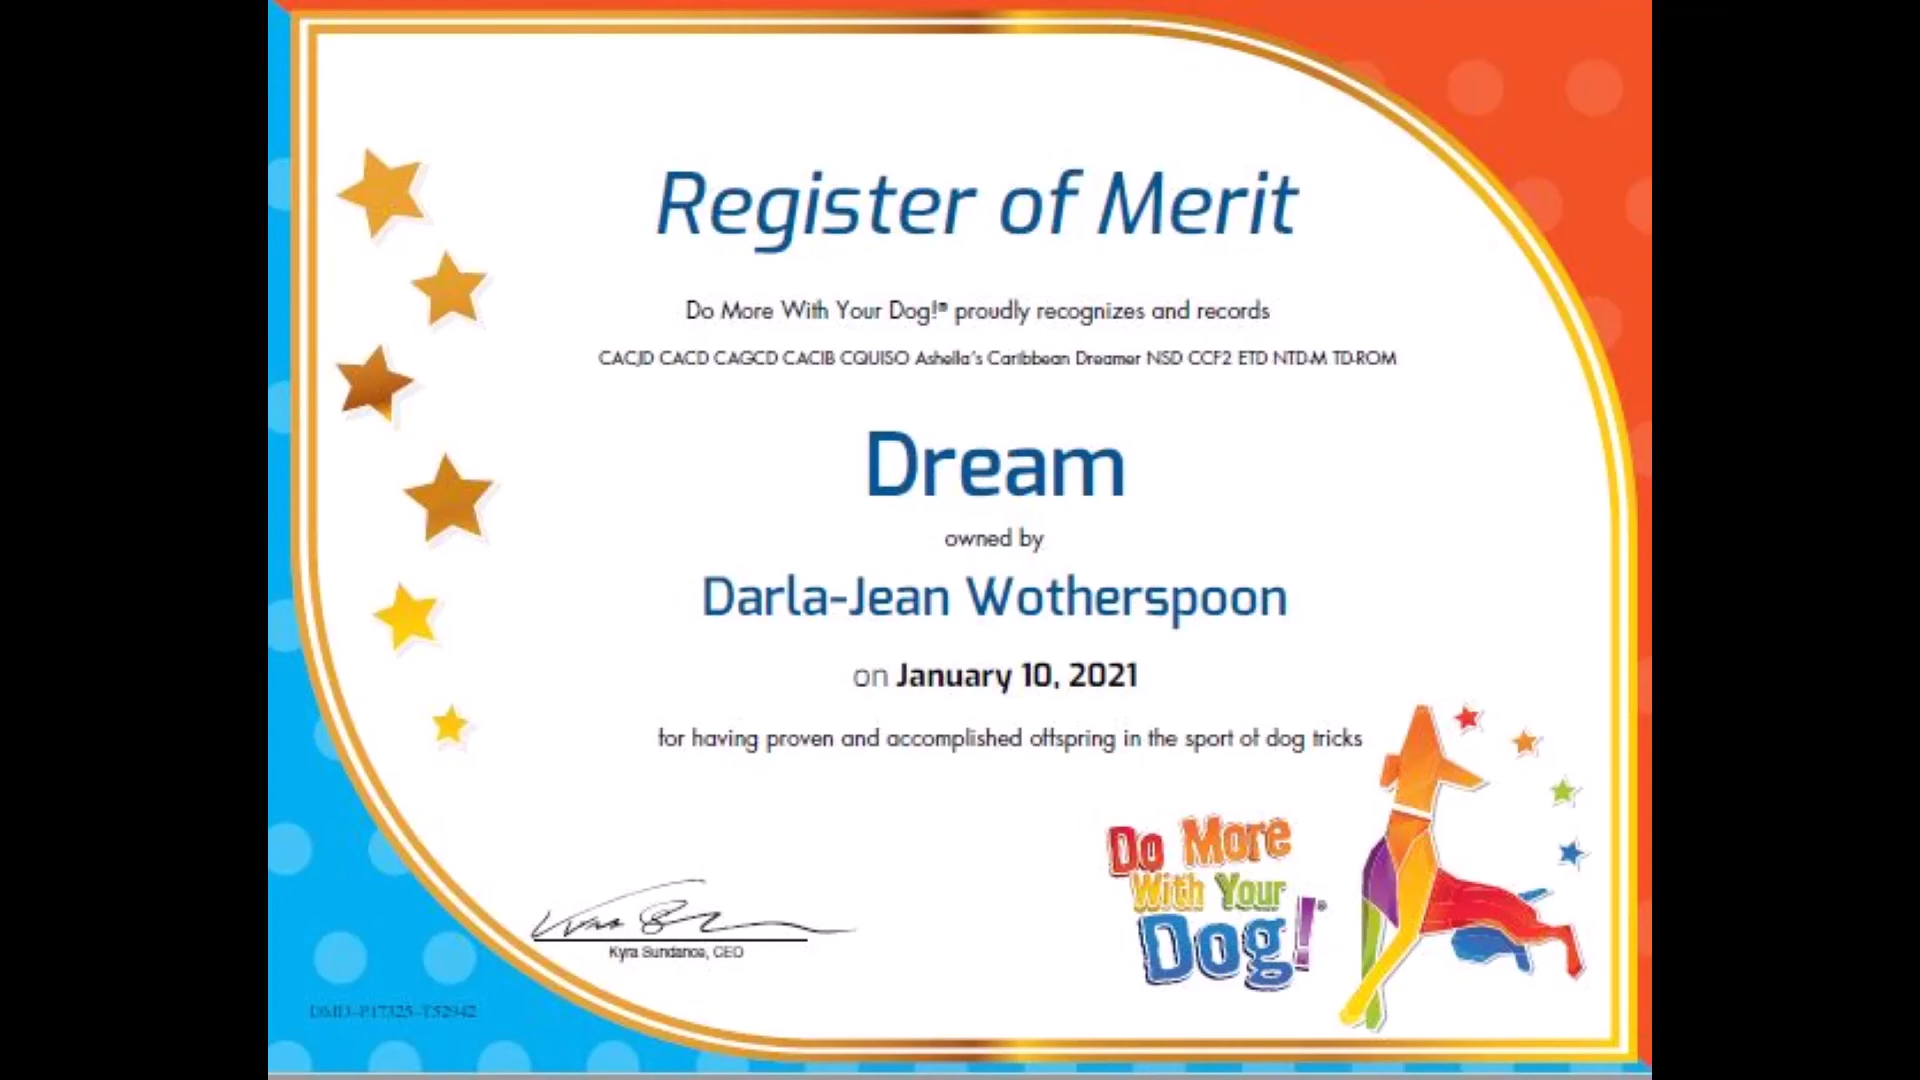 Register of Merit
Do More With Your Dog!® proudly recognizes and records
CACJD CACD CAGCD CACIB CQUISO Ashella's Caribbean Dreamer NSD CCF2 ETD NTD-M TD-ROM
Dream
owned by
Darla-Jean Wotherspoon
on January 10, 2021
for having proven and accomplished offspring in the sport of dog tricks
Do More
With Your
Dog!®
Kyra Sundance, CEO